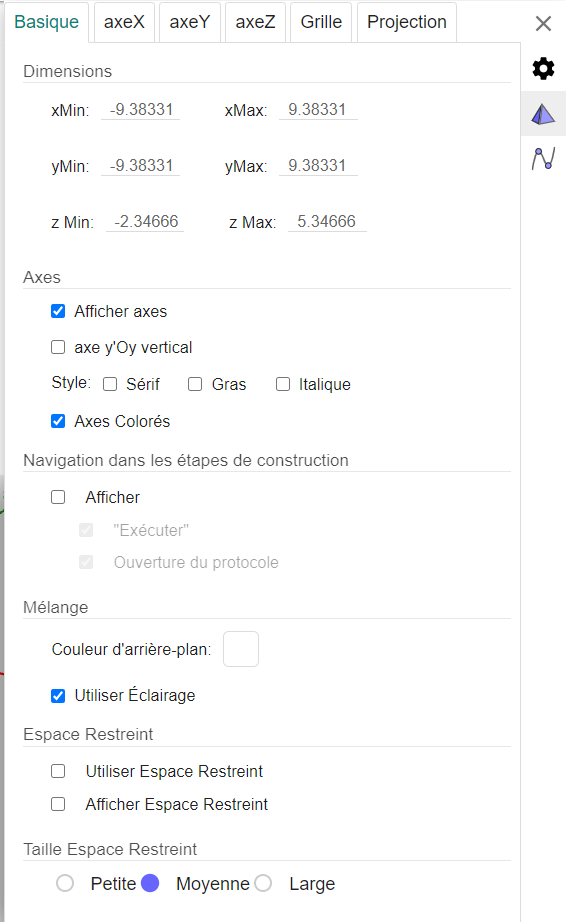 Basique axeX axeY axeZ Grille Projection
Dimensions
xMin: -9.38331 xMax: 9.38331
yMin: -9.38331 yMax: 9.38331
z Min: -2.34666 z Max: 5.34666
Axes
Afficher axes
axe y'Oy vertical
Style: Sérif Gras Italique
Axes Colorés
Navigation dans les étapes de construction
Afficher
"Exécuter"
Ouverture du protocole
Mélange
Couleur d'arrière-plan:
Utiliser Éclairage
Espace Restreint
Utiliser Espace Restreint
Afficher Espace Restreint
Taille Espace Restreint
Petite Moyenne Large